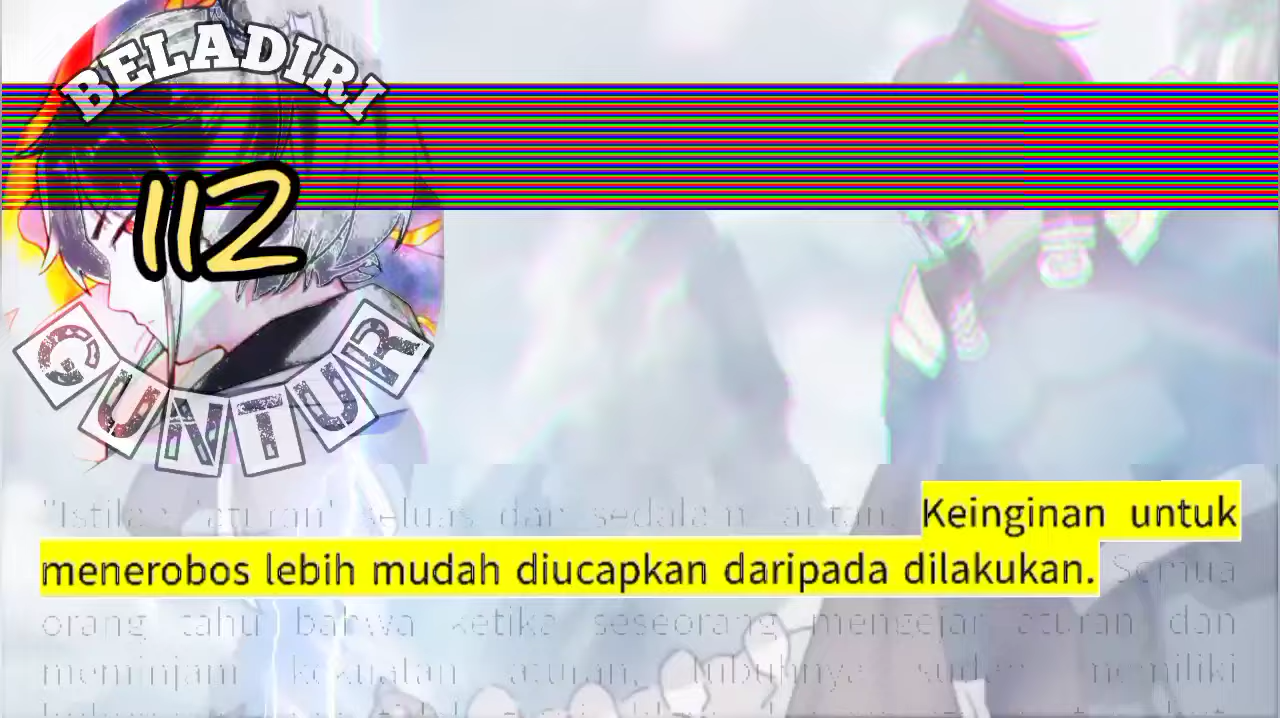 BELADIRI
112
GUNTUR
"Istilah 'aturan' seluas dan sedalam lautan. Keinginan untuk
menerobos lebih mudah diucapkan daripada dilakukan. Semua
orang tahu bahwa ketika seseorang mengejar aturan dan
meminjam kekuatan aturan, tubuhnya sudah memiliki